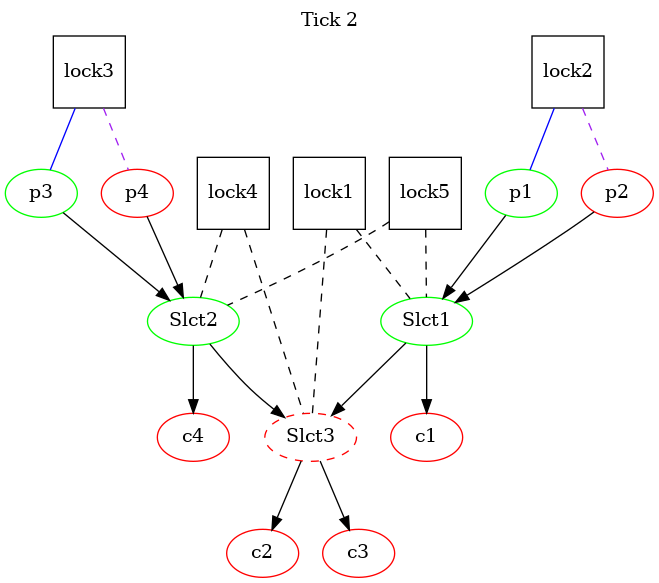 Tick 2
lock3
lock2
p3
p4
lock4
lock1
lock5
p1
p2
Slct2
Slct1
c4
Slct3
c1
c2
c3